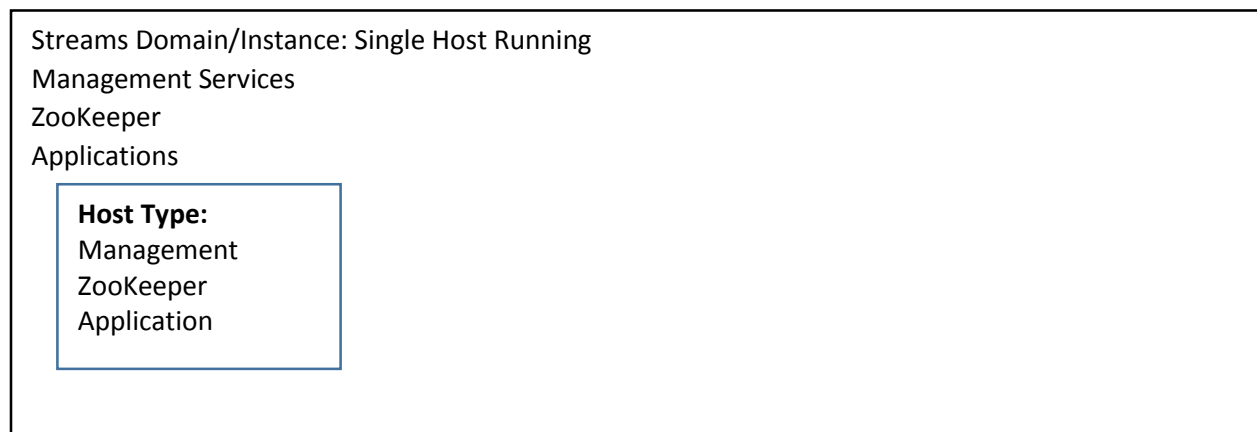 Streams Domain/Instance: Single Host Running
Management Services
ZooKeeper
Applications
Host Type:
Management
ZooKeeper
Application